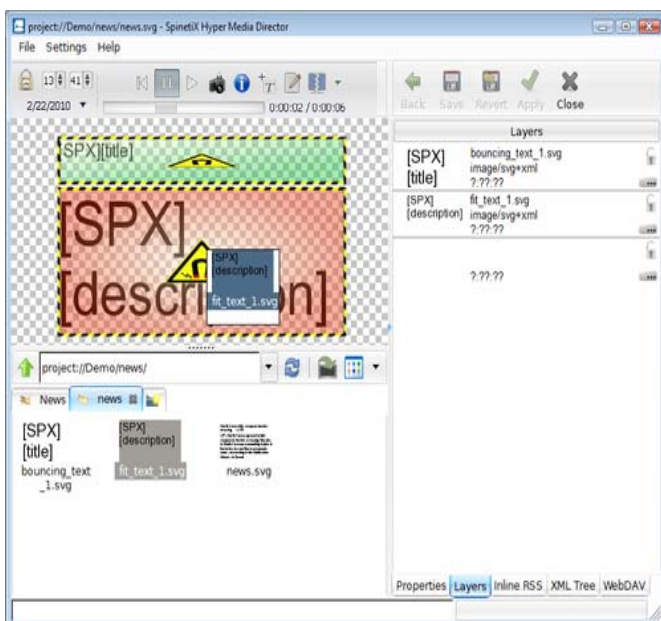 project://Demo/news/news.svg - SpinetiX Hyper Media Director
File Settings Help
13 41
2/22/2010
0:00:02 / 0:00:06
Back Save Revert Apply Close
Layers
[SPX][title]
[SPX]
[description]
[SPX]
[description]
fit_text_1.svg
[SPX]
[title]
bouncing_text_1.svg
image/svg+xml
?:??:??
[SPX]
[description]
fit_text_1.svg
image/svg+xml
?:??:??
?:??:??
project://Demo/news/
News news
[SPX]
[title]
bouncing_text
_1.svg
[SPX]
[description]
fit_text_1.svg
news.svg
Properties Layers Inline RSS XML Tree WebDAV